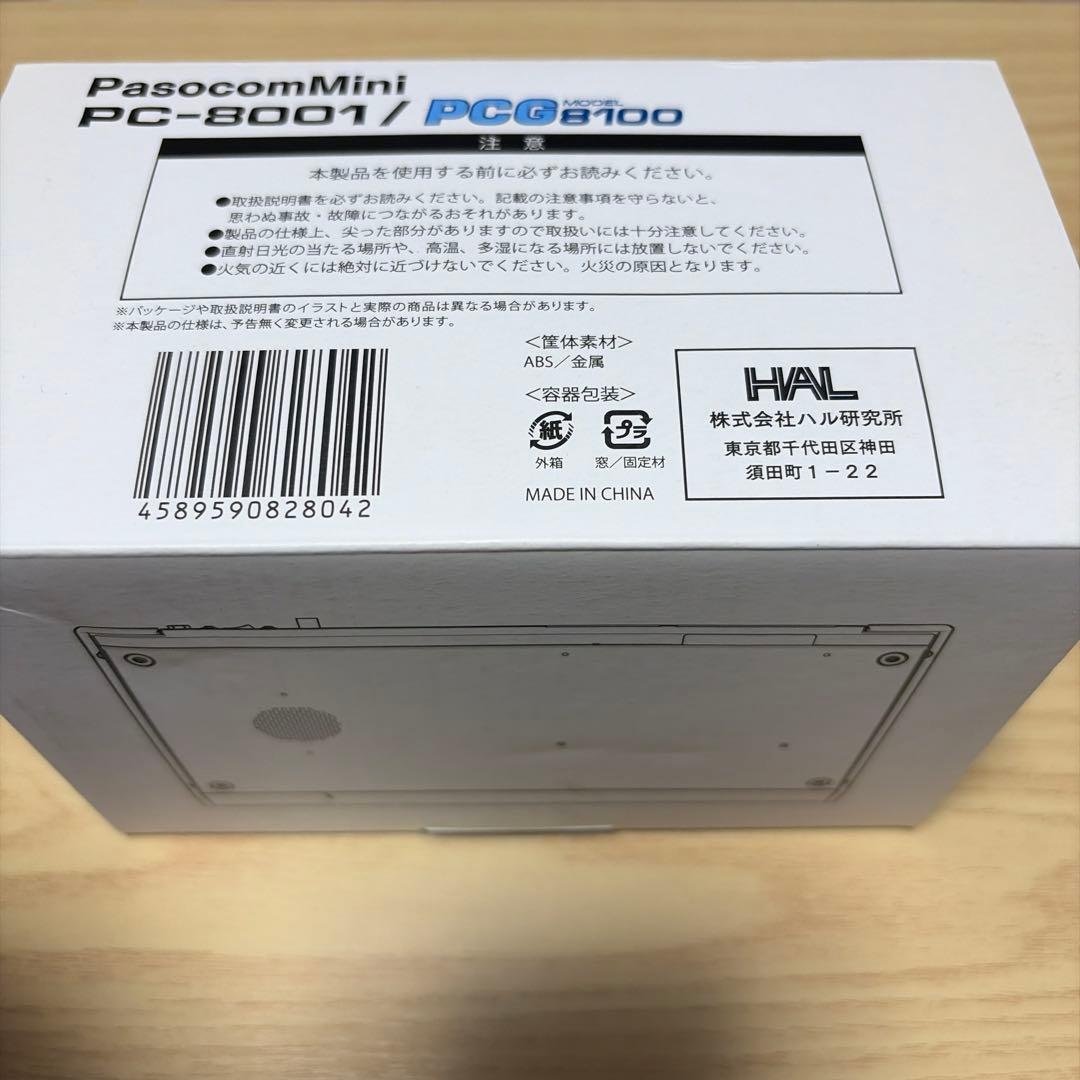 PasocomMini
PC-8001/ PCG MODEL 8100
注意
本製品を使用する前に必ずお読みください。
●取扱説明書を必ずお読みください。記載の注意事項を守らないと、
思わぬ事故・故障につながるおそれがあります。
●製品の仕様上、尖った部分がありますので取扱いには十分注意してください。
●直射日光の当たる場所や、高温、多湿になる場所には放置しないでください。
●火気の近くには絶対に近づけないでください。火災の原因となります。
※パッケージや取扱説明書のイラストと実際の商品は異なる場合があります。
※本製品の仕様は、予告無く変更される場合があります。
4589590828042
＜筐体素材＞
ABS／金属
＜容器包装＞
紙 プラ
外箱 窓／固定材
MADE IN CHINA
HAL
株式会社ハル研究所
東京都千代田区神田
須田町1－22